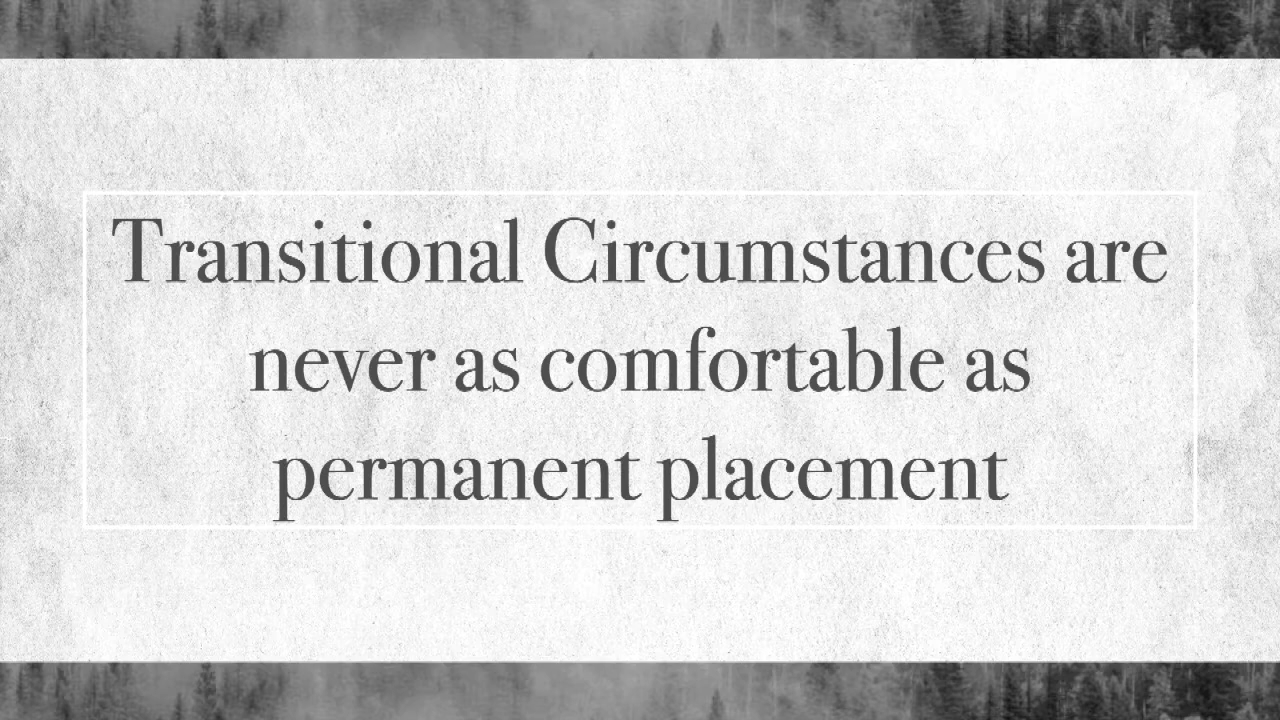 Transitional Circumstances are
never as comfortable as
permanent placement